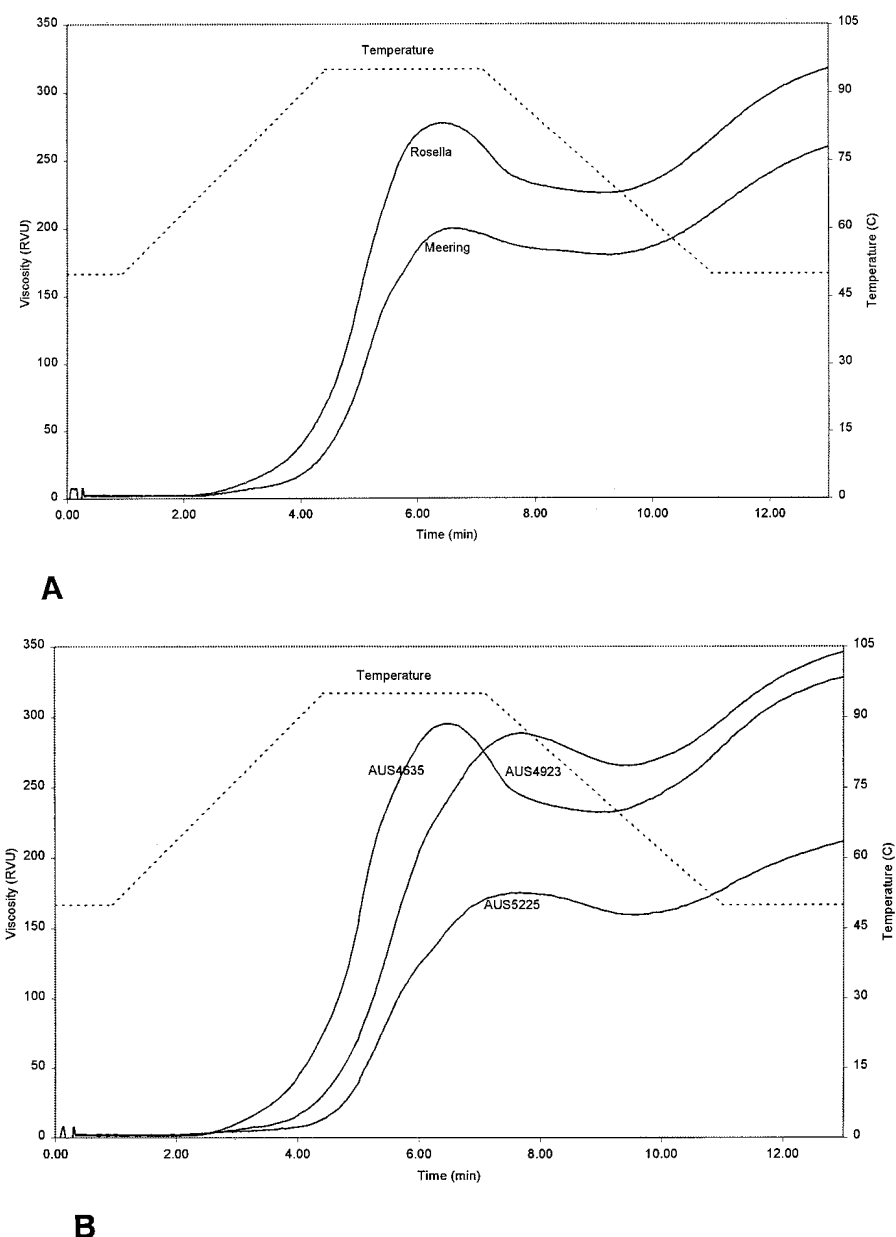 350
300
250
200
150
100
50
0
Viscosity (RVU)
Temperature
Rosella
Meering
105
90
75
60
45
30
15
0
Temperature (C)
0.00 2.00 4.00 6.00 8.00 10.00 12.00
Time (min)
A
350
300
250
200
150
100
50
0
Viscosity (RVU)
Temperature
AUS4635
AUS4923
AUS5225
105
90
75
60
45
30
15
0
Temperature (C)
0.00 2.00 4.00 6.00 8.00 10.00 12.00
Time (min)
B